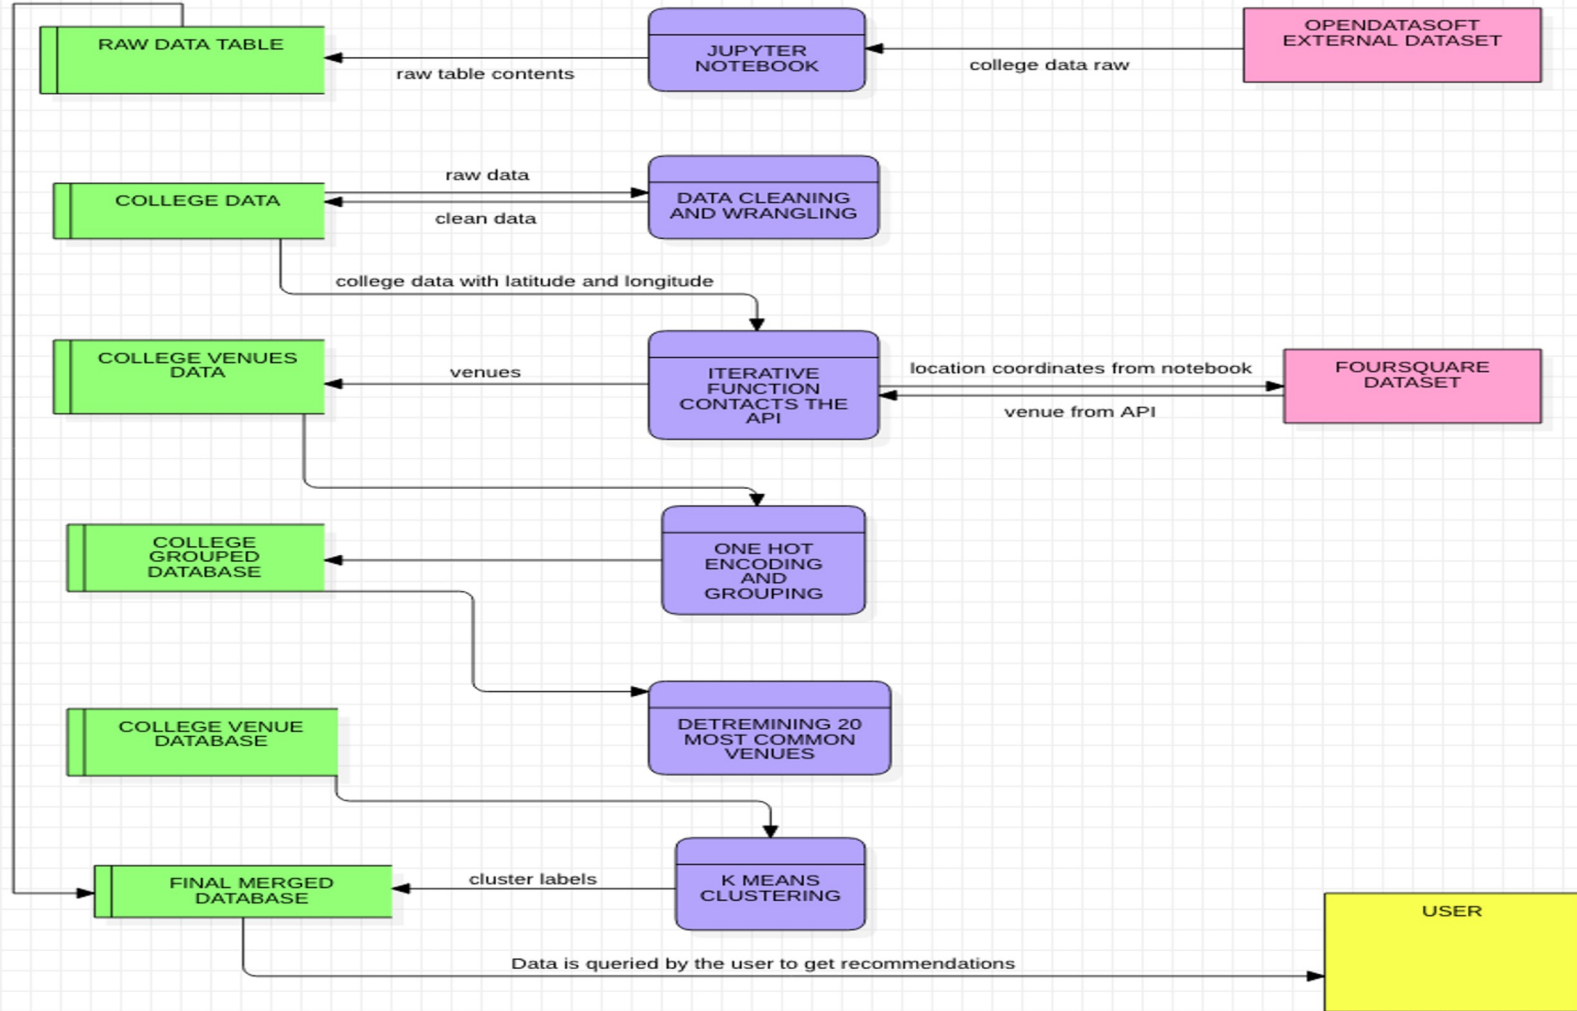 RAW DATA TABLE
raw table contents
JUPYTER
NOTEBOOK
college data raw
OPENDATASOFT
EXTERNAL DATASET
COLLEGE DATA
raw data
clean data
DATA CLEANING
AND WRANGLING
college data with latitude and longitude
COLLEGE VENUES
DATA
venues
ITERATIVE
FUNCTION
CONTACTS THE
API
location coordinates from notebook
venue from API
FOURSQUARE
DATASET
COLLEGE
GROUPED
DATABASE
ONE HOT
ENCODING
AND
GROUPING
COLLEGE VENUE
DATABASE
DETREMINING 20
MOST COMMON
VENUES
FINAL MERGED
DATABASE
cluster labels
K MEANS
CLUSTERING
USER
Data is queried by the user to get recommendations